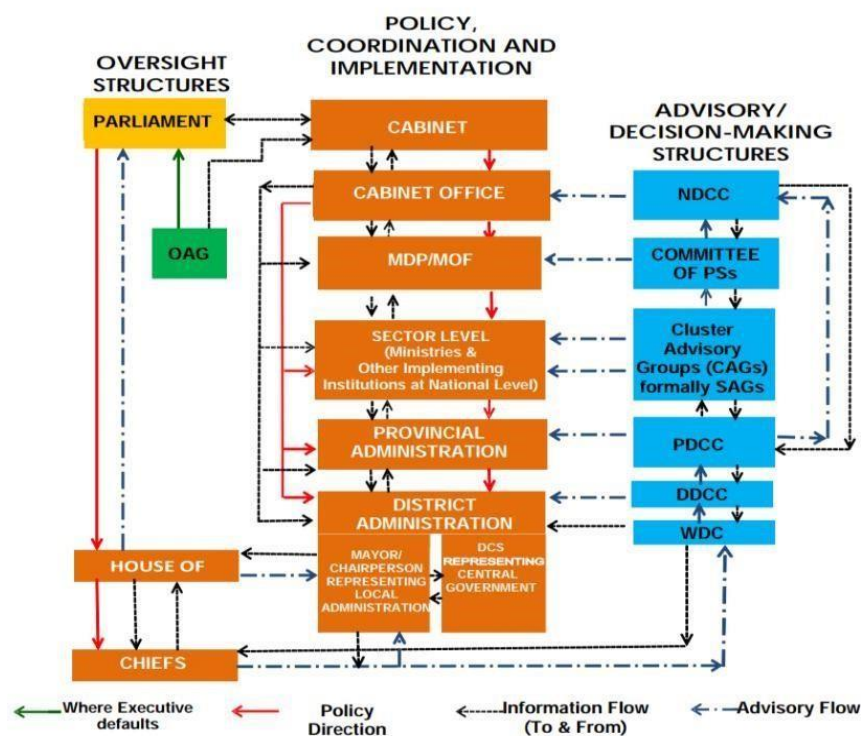 POLICY,
COORDINATION AND
IMPLEMENTATION
OVERSIGHT
STRUCTURES
ADVISORY/
DECISION-MAKING
STRUCTURES
PARLIAMENT
CABINET
CABINET OFFICE
NDCC
OAG
MDP/MOF
COMMITTEE
OF PSs
SECTOR LEVEL
(Ministries &
Other Implementing
Institutions at National Level)
Cluster
Advisory
Groups (CAGs)
formally SAGs
PROVINCIAL
ADMINISTRATION
PDCC
DISTRICT
ADMINISTRATION
DDCC
WDC
HOUSE OF
MAYOR/
CHAIRPERSON
REPRESENTING
LOCAL
ADMINISTRATION
DCS
REPRESENTING
CENTRAL
GOVERNMENT
CHIEFS
Where Executive
defaults
Policy
Direction
Information Flow
(To & From)
Advisory Flow